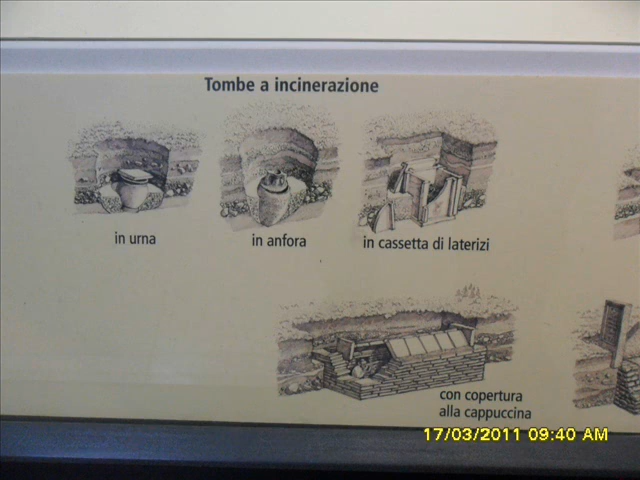 Tombe a incinerazione
in urna
in anfora
in cassetta di laterizi
con copertura
alla cappuccina
17/03/2011 09:40 AM